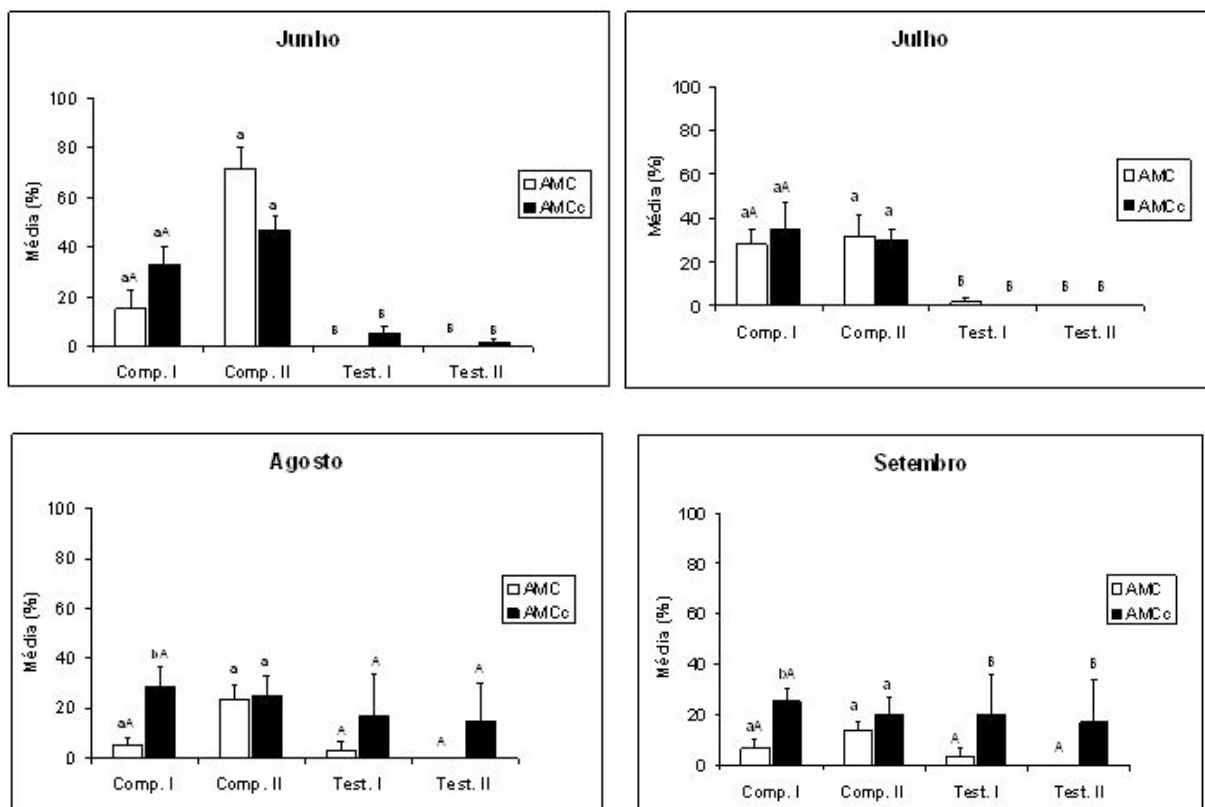 Junho
Média (%)
100
80
60
40
20
0
aA
aA
a
a
B
B
B
B
Comp. I
Comp. II
Test. I
Test. II
AMC
AMCc
Julho
Média (%)
100
80
60
40
20
0
aA
aA
a
a
B
B
B
B
Comp. I
Comp. II
Test. I
Test. II
AMC
AMCc
Agosto
Média (%)
100
80
60
40
20
0
aA
bA
a
a
A
A
A
A
Comp. I
Comp. II
Test. I
Test. II
AMC
AMCc
Setembro
Média (%)
100
80
60
40
20
0
aA
bA
a
a
A
B
A
B
Comp. I
Comp. II
Test. I
Test. II
AMC
AMCc